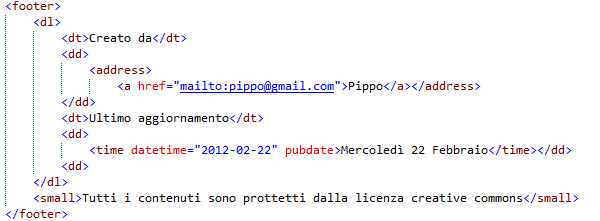 <footer>
<dl>
<dt>Creato da</dt>
<dd>
<address>
<a href="mailto:pippo@gmail.com">Pippo</a></address>
</dd>
<dt>Ultimo aggiornamento</dt>
<dd>
<time datetime="2012-02-22" pubdate>Mercoledì 22 Febbraio</time></dd>
<dd>
</dl>
<small>Tutti i contenuti sono prottetti dalla licenza creative commons</small>
</footer>